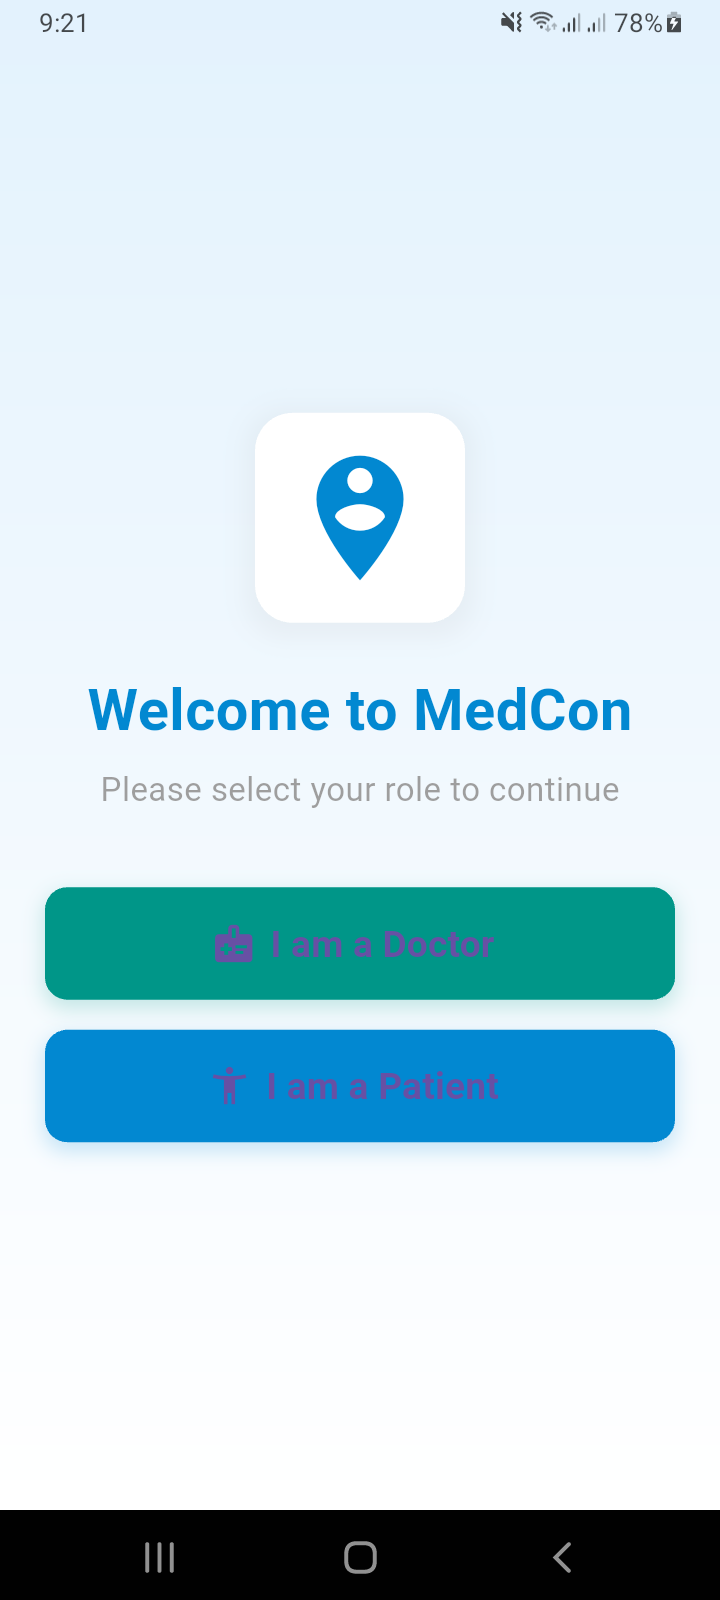 9:21 78%
Welcome to MedCon
Please select your role to continue
I am a Doctor
I am a Patient